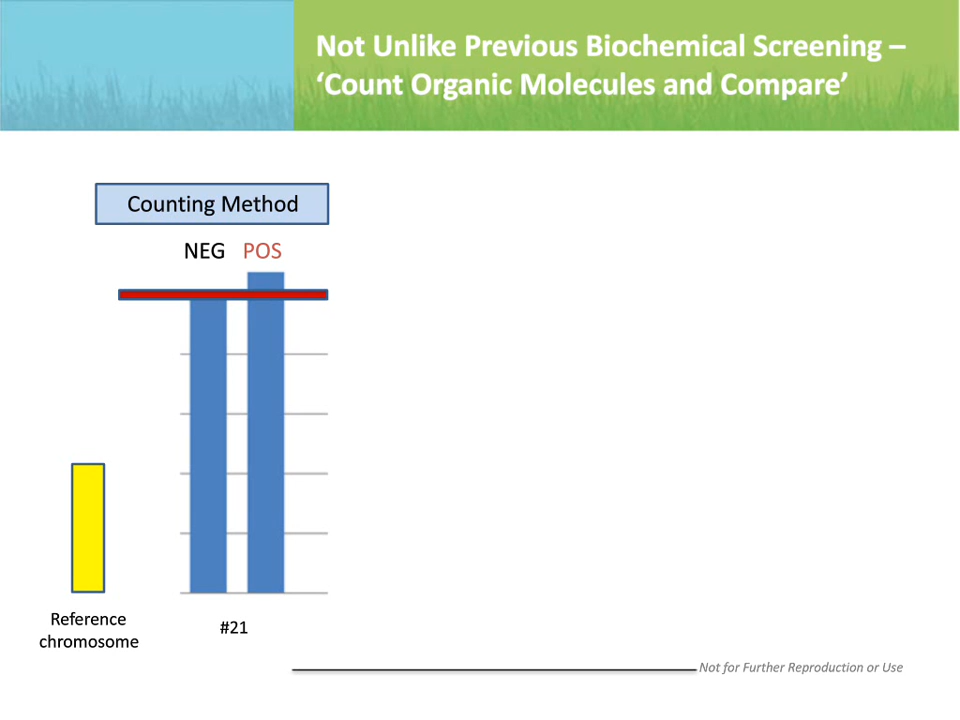 Not Unlike Previous Biochemical Screening –
‘Count Organic Molecules and Compare’
Counting Method
NEG POS
Reference
chromosome
#21
Not for Further Reproduction or Use